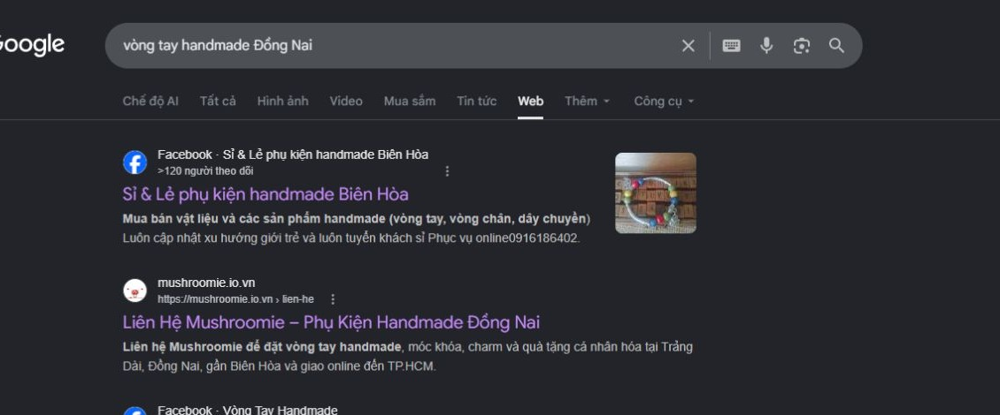 Google
vòng tay handmade Đồng Nai
Chế độ AI Tất cả Hình ảnh Video Mua sắm Tin tức Web Thêm Công cụ
Facebook · Sỉ & Lẻ phụ kiện handmade Biên Hòa
>120 người theo dõi
Sỉ & Lẻ phụ kiện handmade Biên Hòa
Mua bán vật liệu và các sản phẩm handmade (vòng tay, vòng chân, dây chuyền)
Luôn cập nhật xu hướng giới trẻ và luôn tuyển khách sỉ Phục vụ online0916186402.
mushroomie.io.vn
https://mushroomie.io.vn › lien-he
Liên Hệ Mushroomie – Phụ Kiện Handmade Đồng Nai
Liên hệ Mushroomie để đặt vòng tay handmade, móc khóa, charm và quà tặng cá nhân hóa tại Trảng
Dài, Đồng Nai, gần Biên Hòa và giao online đến TP.HCM.
Facebook · Vòng Tay Handmade